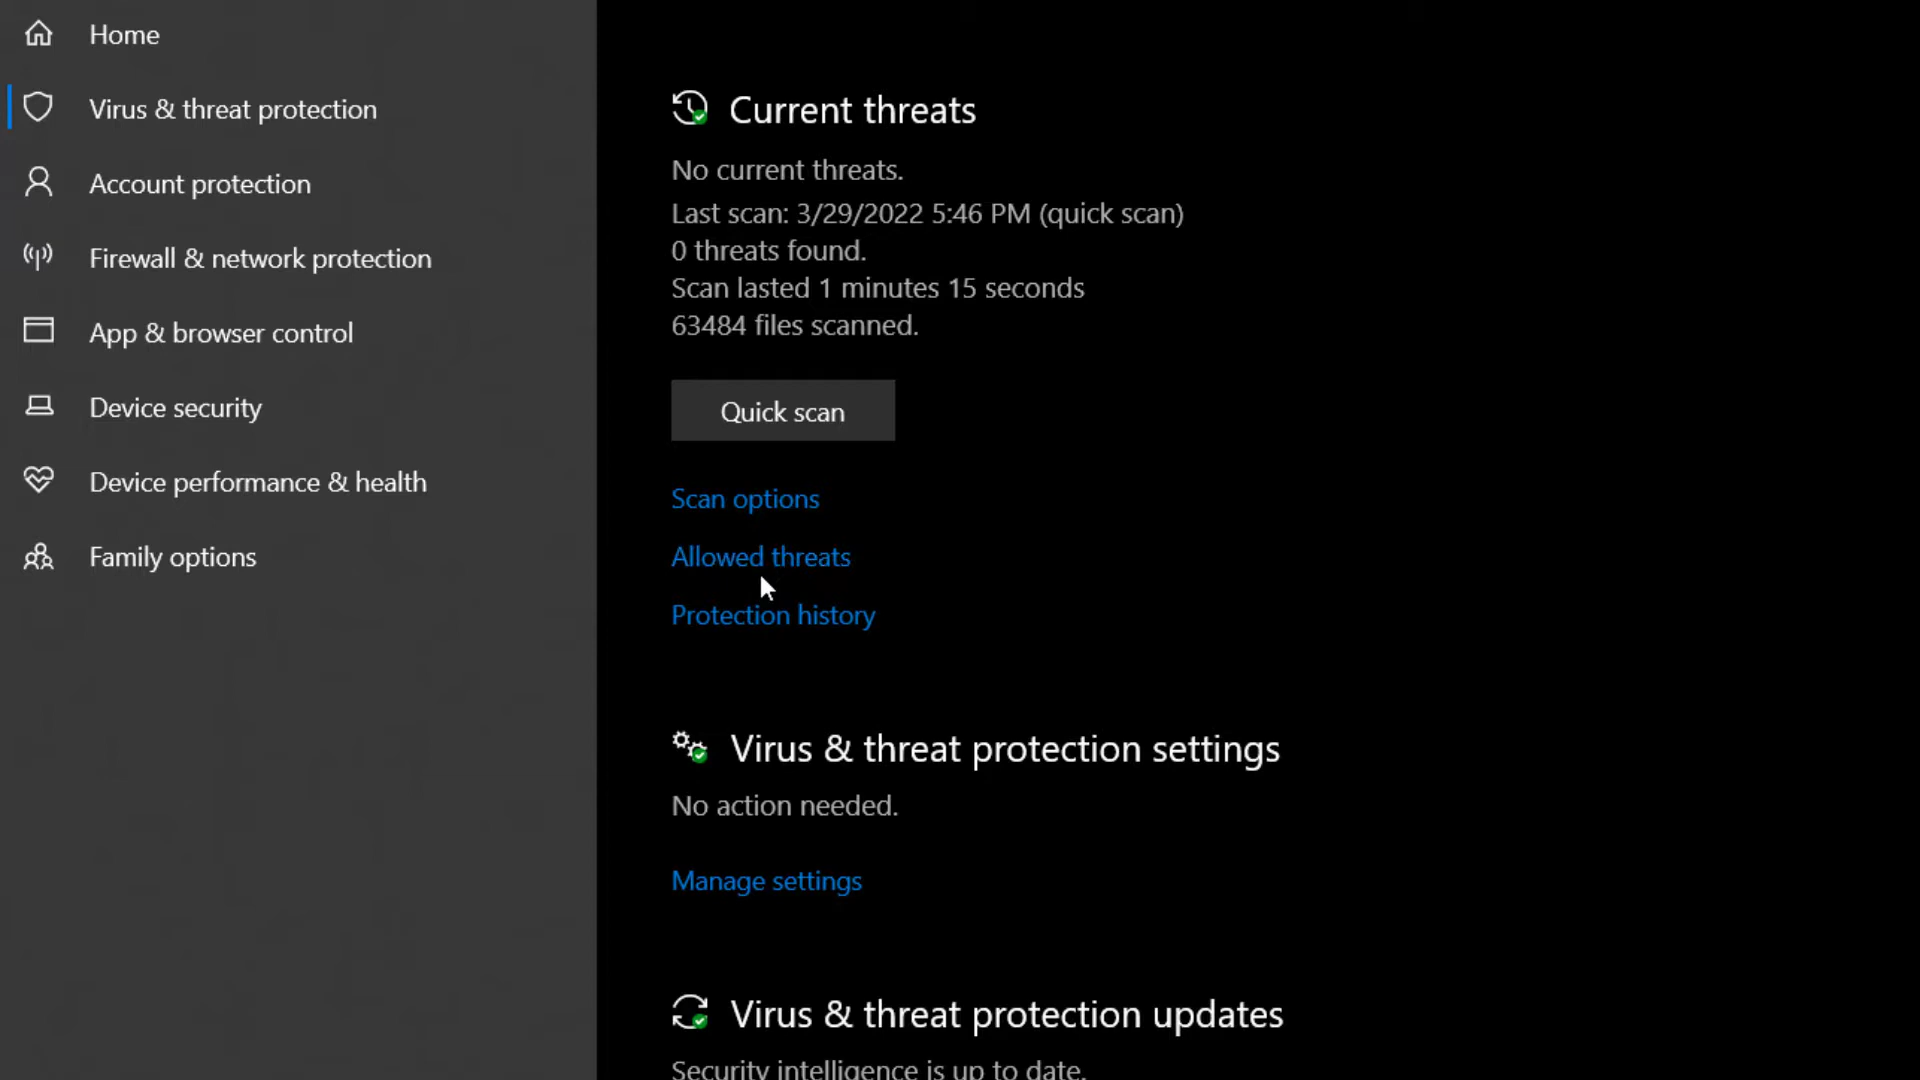 Home
Virus & threat protection
Account protection
Firewall & network protection
App & browser control
Device security
Device performance & health
Family options
Current threats
No current threats.
Last scan: 3/29/2022 5:46 PM (quick scan)
0 threats found.
Scan lasted 1 minutes 15 seconds
63484 files scanned.
Quick scan
Scan options
Allowed threats
Protection history
Virus & threat protection settings
No action needed.
Manage settings
Virus & threat protection updates
Security intelligence is up to date.